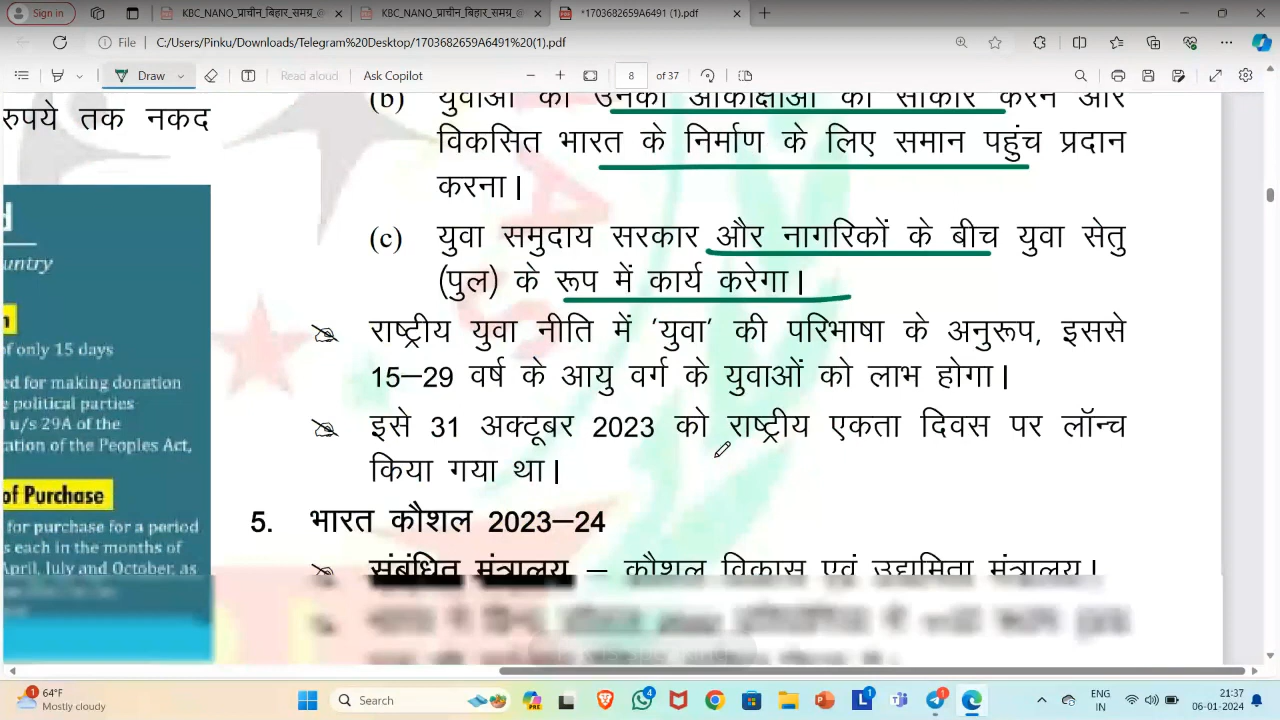 Sign in
KBC_NANO_प्राचीन_बिहार_समग्र_@
KBC_NANO_प्राचीन_बिहार_समग्र_@
*1703682659A6491 (1).pdf
File
C:/Users/Pinku/Downloads/Telegram%20Desktop/1703682659A6491%20(1).pdf
Draw
Read aloud
Ask Copilot
8 of 37
रुपये तक नकद
d
untry
n
f only 15 days
ed for making donation
e political parties
u/s 29A of the
ation of the Peoples Act,
of Purchase
for purchase for a period
s each in the months of
April, July and October, as
(b) युवाओं को उनकी आकांक्षाओं को साकार करने और
विकसित भारत के निर्माण के लिए समान पहुंच प्रदान
करना।
(c) युवा समुदाय सरकार और नागरिकों के बीच युवा सेतु
(पुल) के रूप में कार्य करेगा।
राष्ट्रीय युवा नीति में ‘युवा’ की परिभाषा के अनुरूप, इससे
15–29 वर्ष के आयु वर्ग के युवाओं को लाभ होगा।
इसे 31 अक्टूबर 2023 को राष्ट्रीय एकता दिवस पर लॉन्च
किया गया था।
5. भारत कौशल 2023–24
संबंधित मंत्रालय – कौशल विकास एवं उद्यमिता मंत्रालय।
1
64°F
Mostly cloudy
Search
PRE
4
1
1
ENG
IN
21:37
06-01-2024